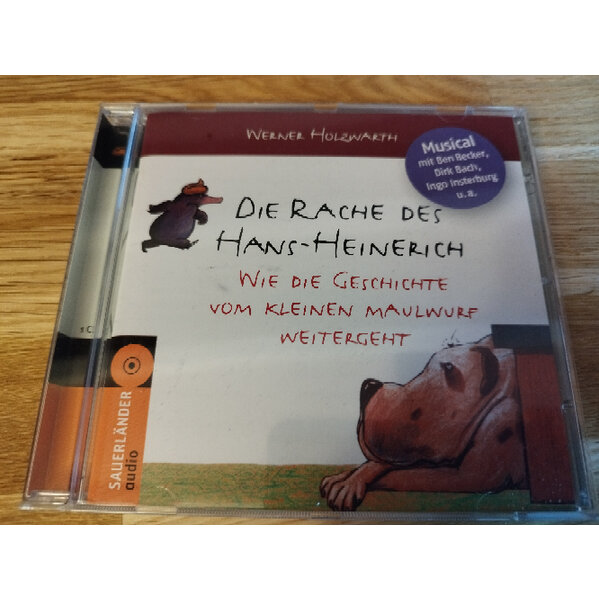 WERNER HOLZWARTH
Musical
mit Ben Becker,
Dirk Bach,
Ingo Insterburg
u. a.
DIE RACHE DES
HANS-HEINERICH
WIE DIE GESCHICHTE
VOM KLEINEN MAULWURF
WEITERGEHT
SAUERLÄNDER
audio